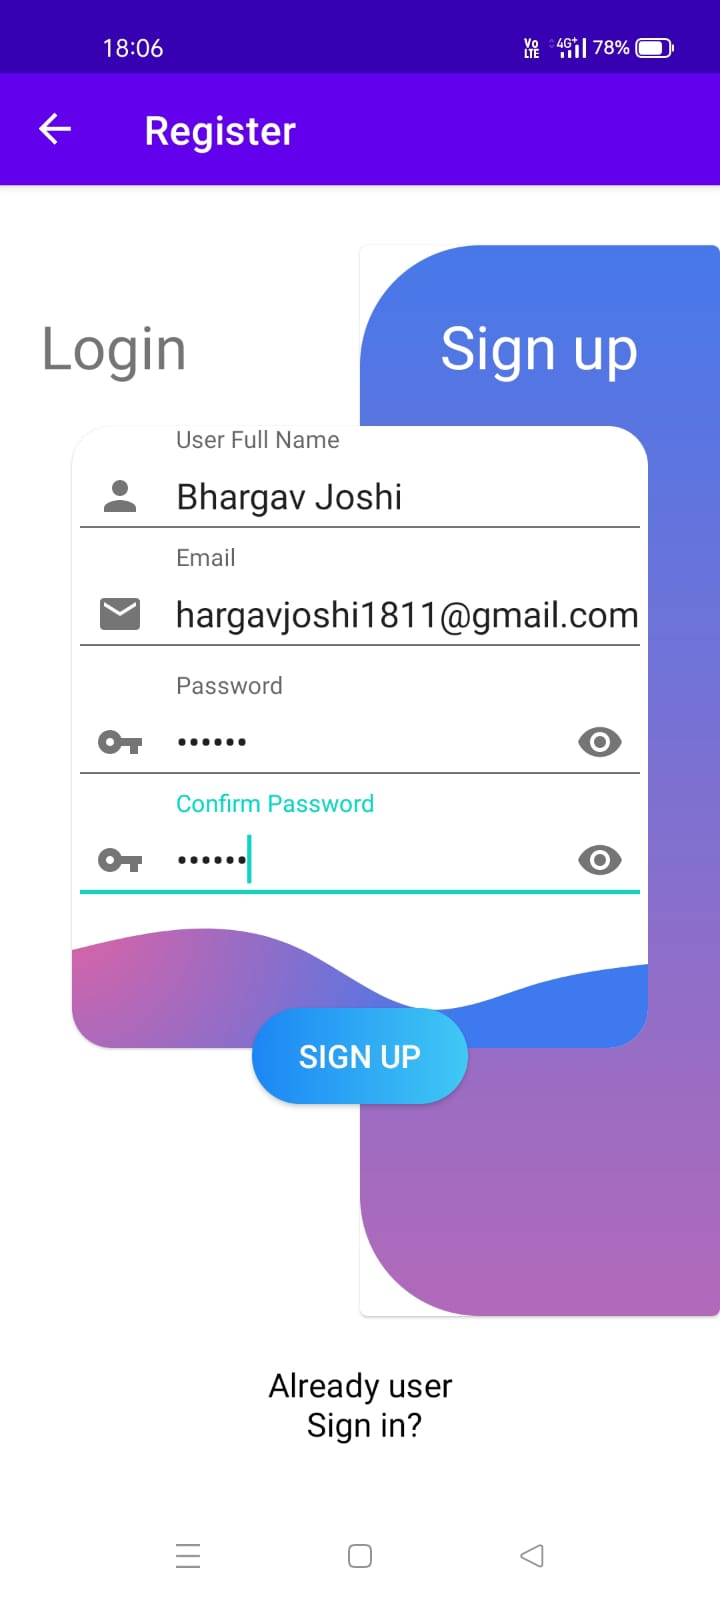 18:06 Vo LTE 4G+ 78%
Register
Login Sign up
User Full Name
Bhargav Joshi
Email
hargavjoshi1811@gmail.com
Password
••••••
Confirm Password
••••••
SIGN UP
Already user
Sign in?